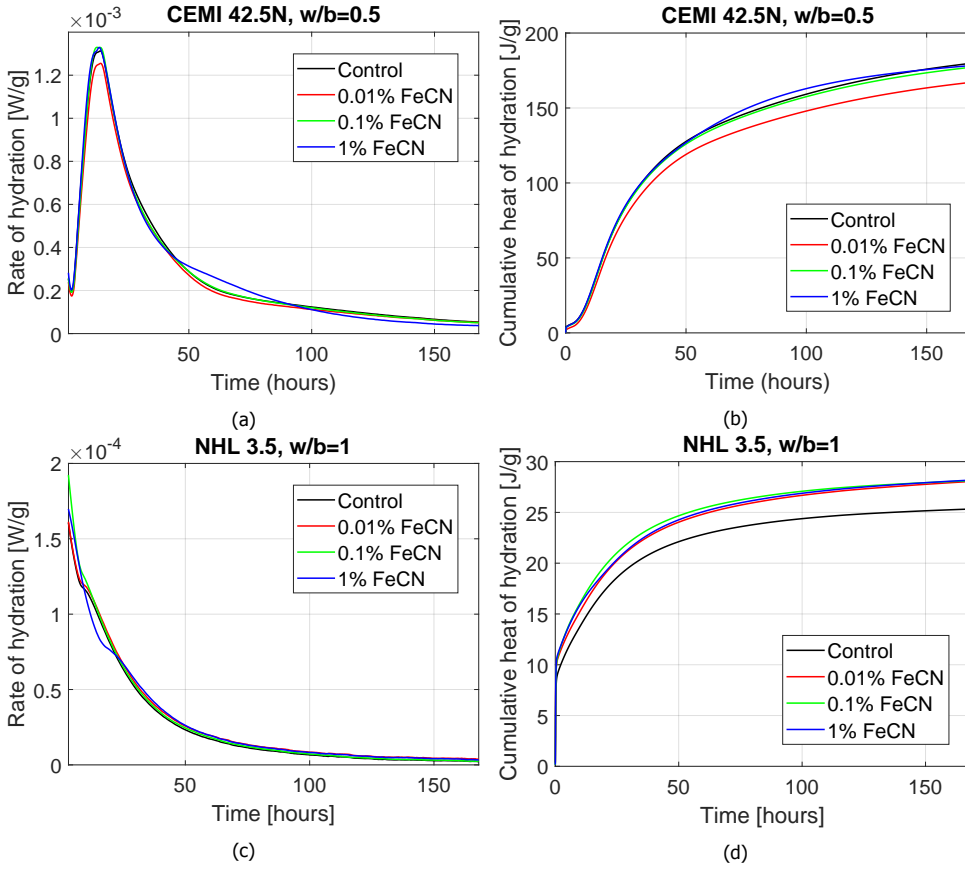 CEMI 42.5N, w/b=0.5
×10⁻³
Rate of hydration [W/g]
1.2
1
0.8
0.6
0.4
0.2
0
50
100
150
Time (hours)
Control
0.01% FeCN
0.1% FeCN
1% FeCN
(a)
CEMI 42.5N, w/b=0.5
Cumulative heat of hydration [J/g]
200
150
100
50
0
0
50
100
150
Time (hours)
Control
0.01% FeCN
0.1% FeCN
1% FeCN
(b)
NHL 3.5, w/b=1
×10⁻⁴
Rate of hydration [W/g]
2
1.5
1
0.5
0
50
100
150
Time [hours]
Control
0.01% FeCN
0.1% FeCN
1% FeCN
(c)
NHL 3.5, w/b=1
Cumulative heat of hydration [J/g]
30
25
20
15
10
5
0
0
50
100
150
Time [hours]
Control
0.01% FeCN
0.1% FeCN
1% FeCN
(d)